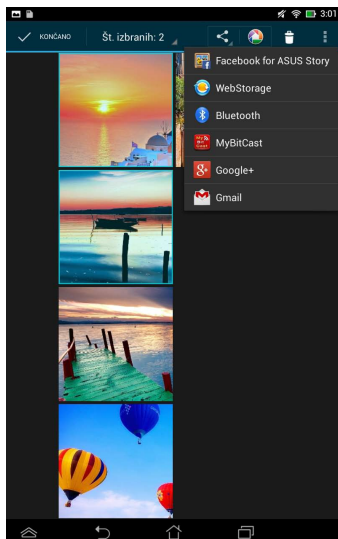 3:01
KONČANO
Št. izbranih: 2
Facebook for ASUS Story
WebStorage
Bluetooth
MyBitCast
Google+
Gmail